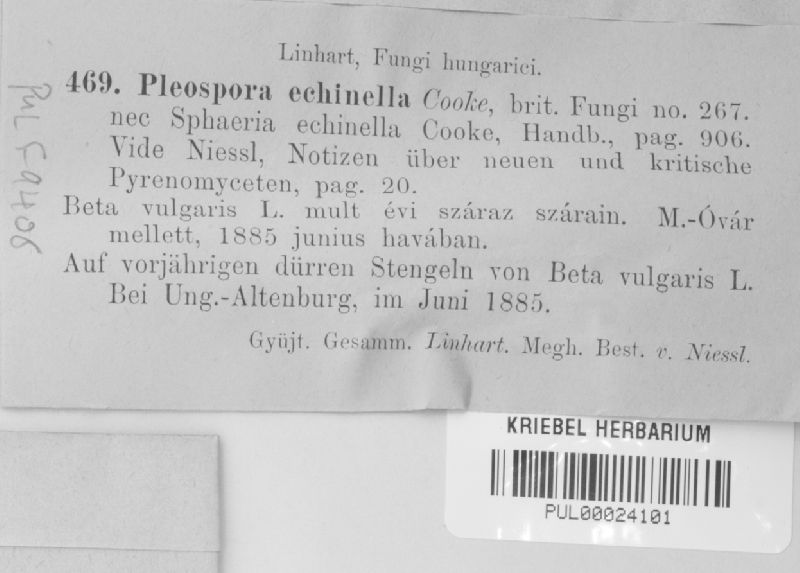 Linhart, Fungi hungarici.
469. Pleospora echinella Cooke, brit. Fungi no. 267.
nec Sphaeria echinella Cooke, Handb., pag. 906.
Vide Niessl, Notizen über neuen und kritische
Pyrenomyceten, pag. 20.
Beta vulgaris L. mult évi száraz szárain. M.-Óvár
mellett, 1885 junius havában.
Auf vorjährigen dürren Stengeln von Beta vulgaris L.
Bei Ung.-Altenburg, im Juni 1885.
Gyüjt. Gesamm. Linhart. Megh. Best. v. Niessl.
PUL F9406
KRIEBEL HERBARIUM
PUL00024101